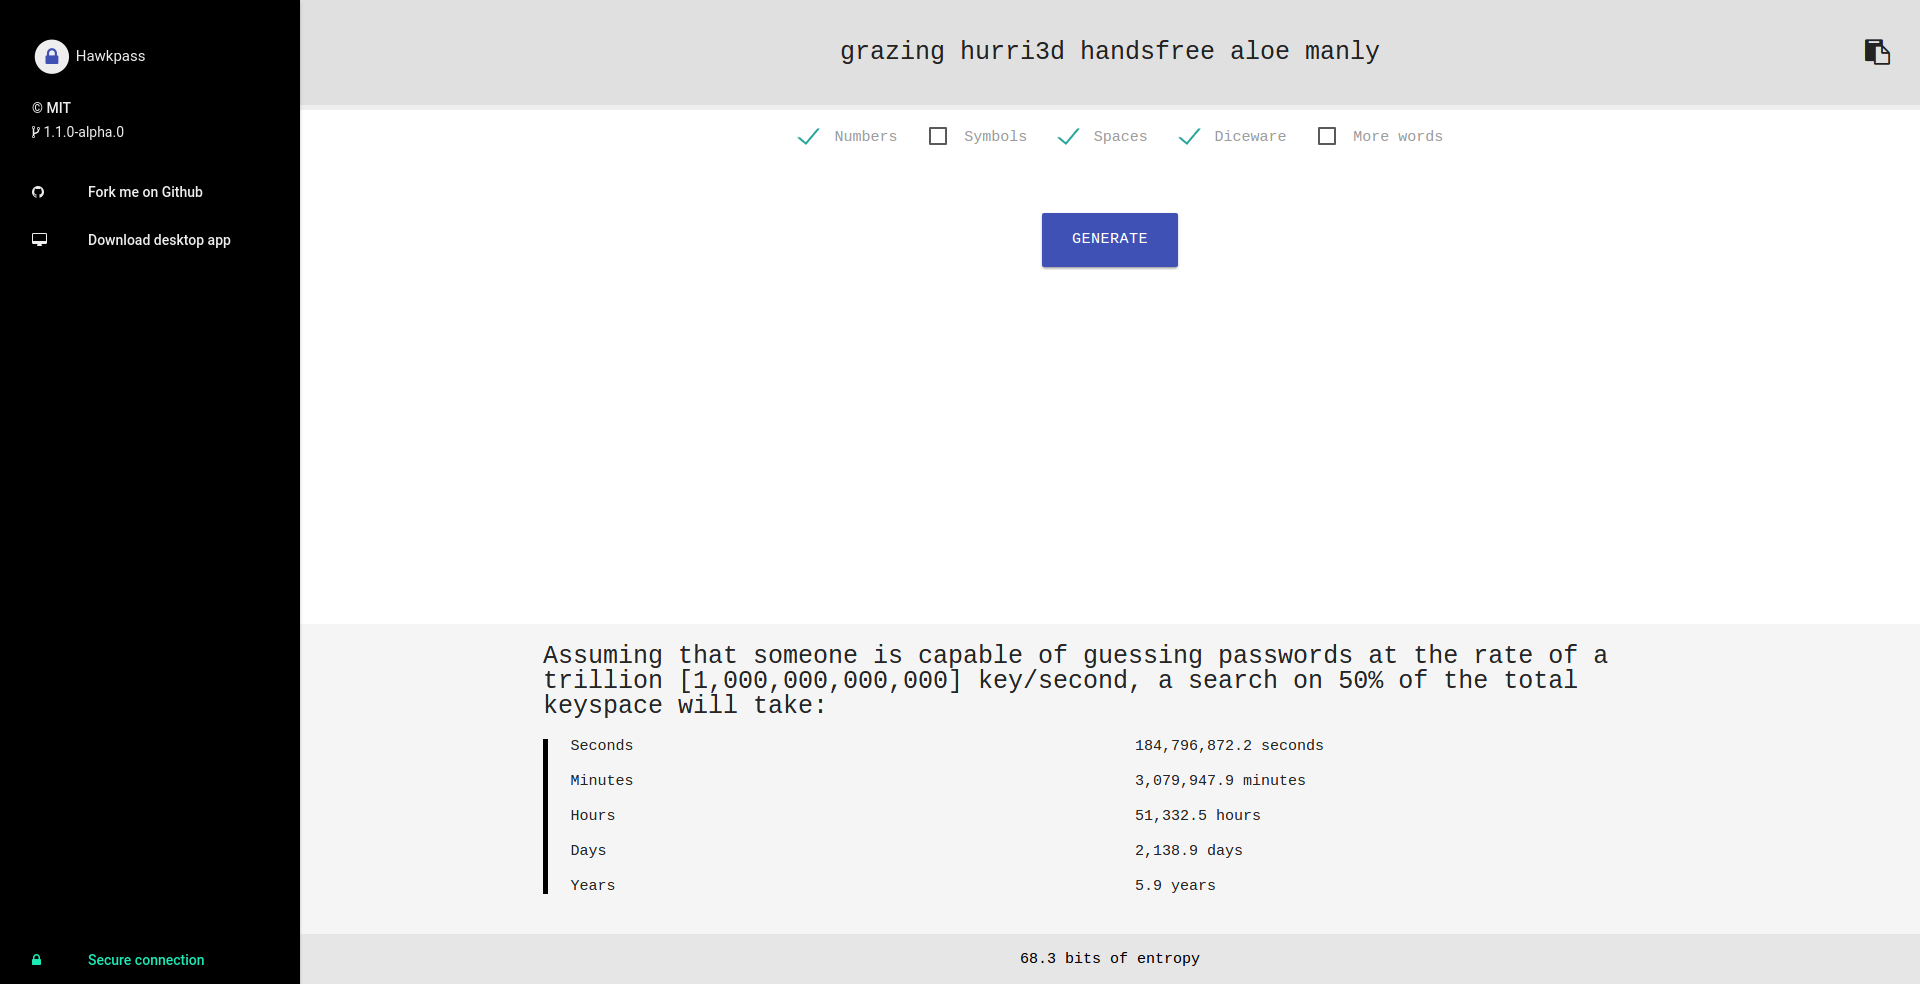 Hawkpass
© MIT
1.1.0-alpha.0
Fork me on Github
Download desktop app
Secure connection
grazing hurri3d handsfree aloe manly
Numbers Symbols Spaces Diceware More words
GENERATE
Assuming that someone is capable of guessing passwords at the rate of a
trillion [1,000,000,000,000] key/second, a search on 50% of the total
keyspace will take:
Seconds 184,796,872.2 seconds
Minutes 3,079,947.9 minutes
Hours 51,332.5 hours
Days 2,138.9 days
Years 5.9 years
68.3 bits of entropy